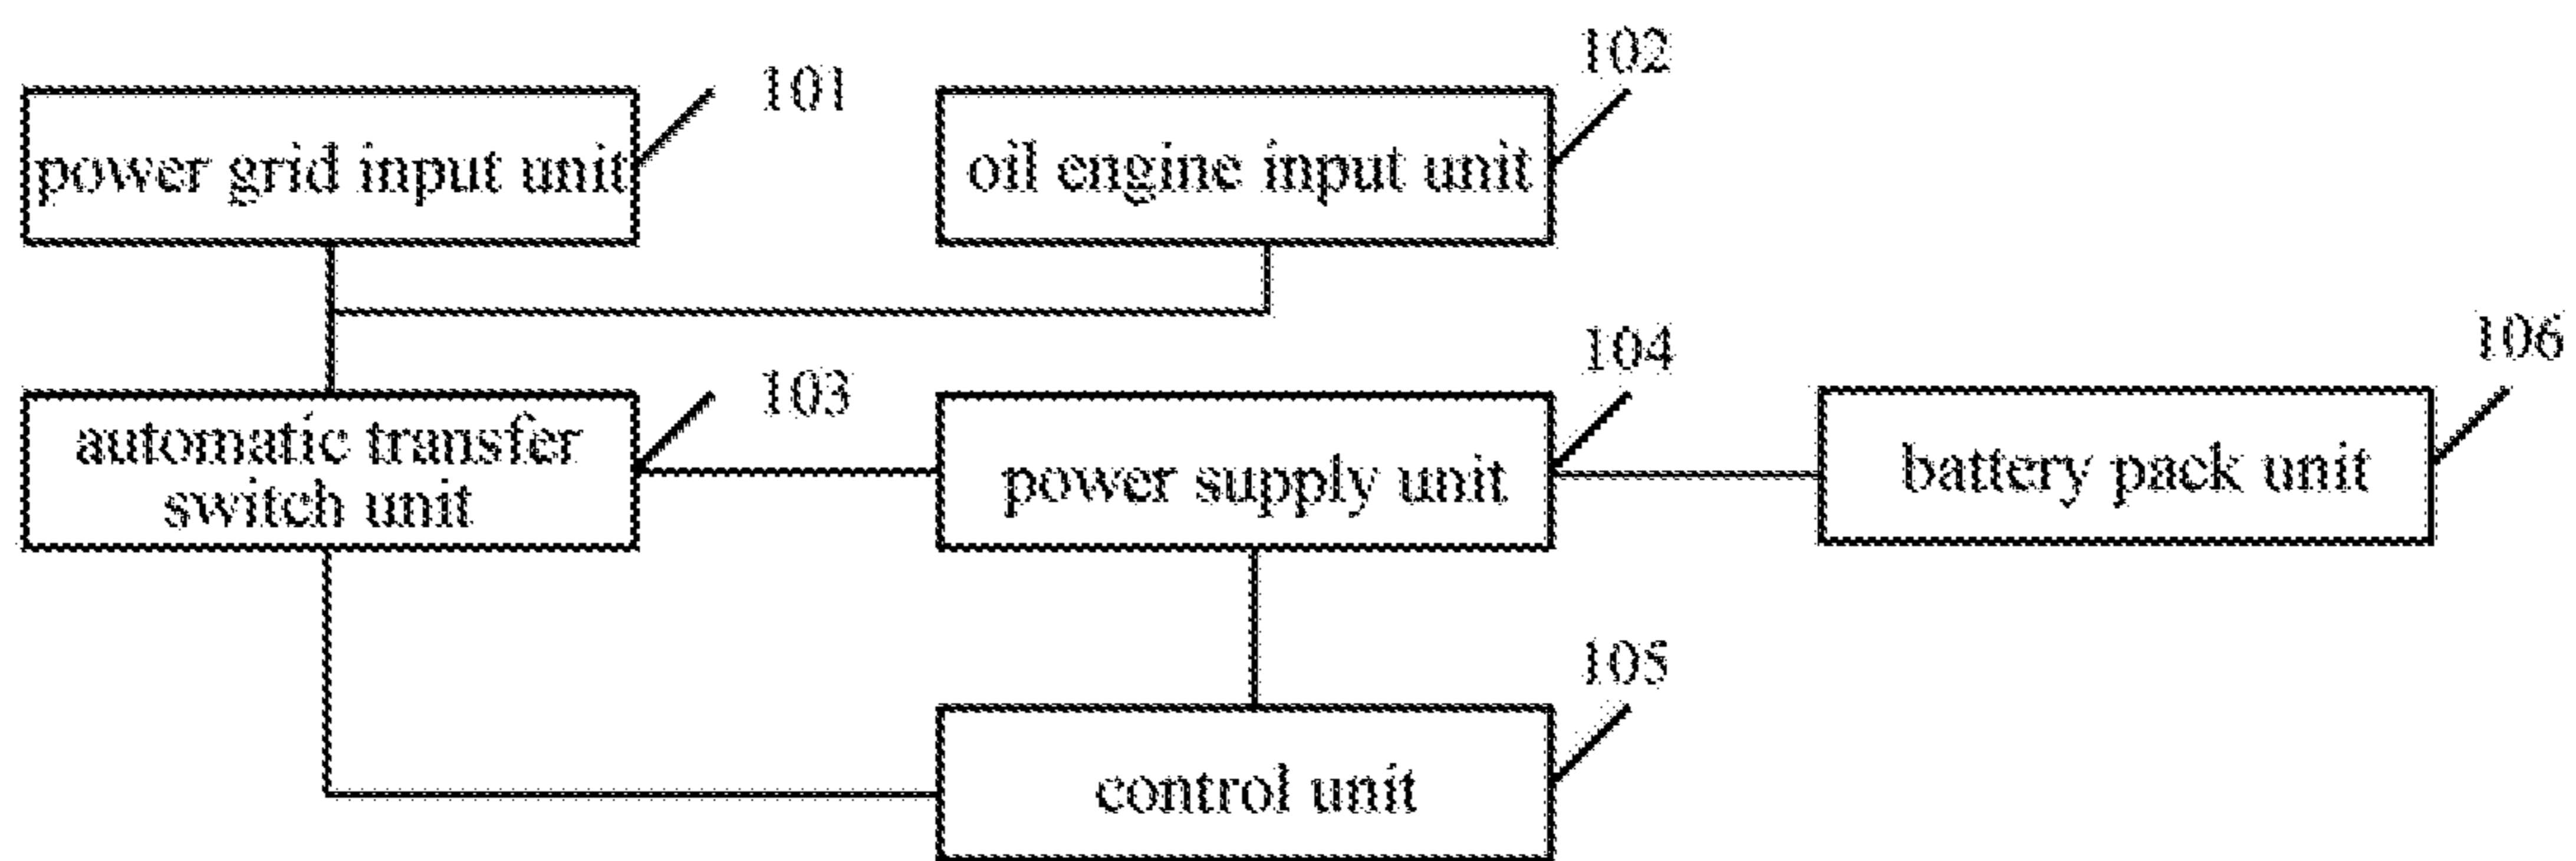 101
102
power grid input unit
oil engine input unit
103
104
106
automatic transfer
switch unit
power supply unit
battery pack unit
105
control unit